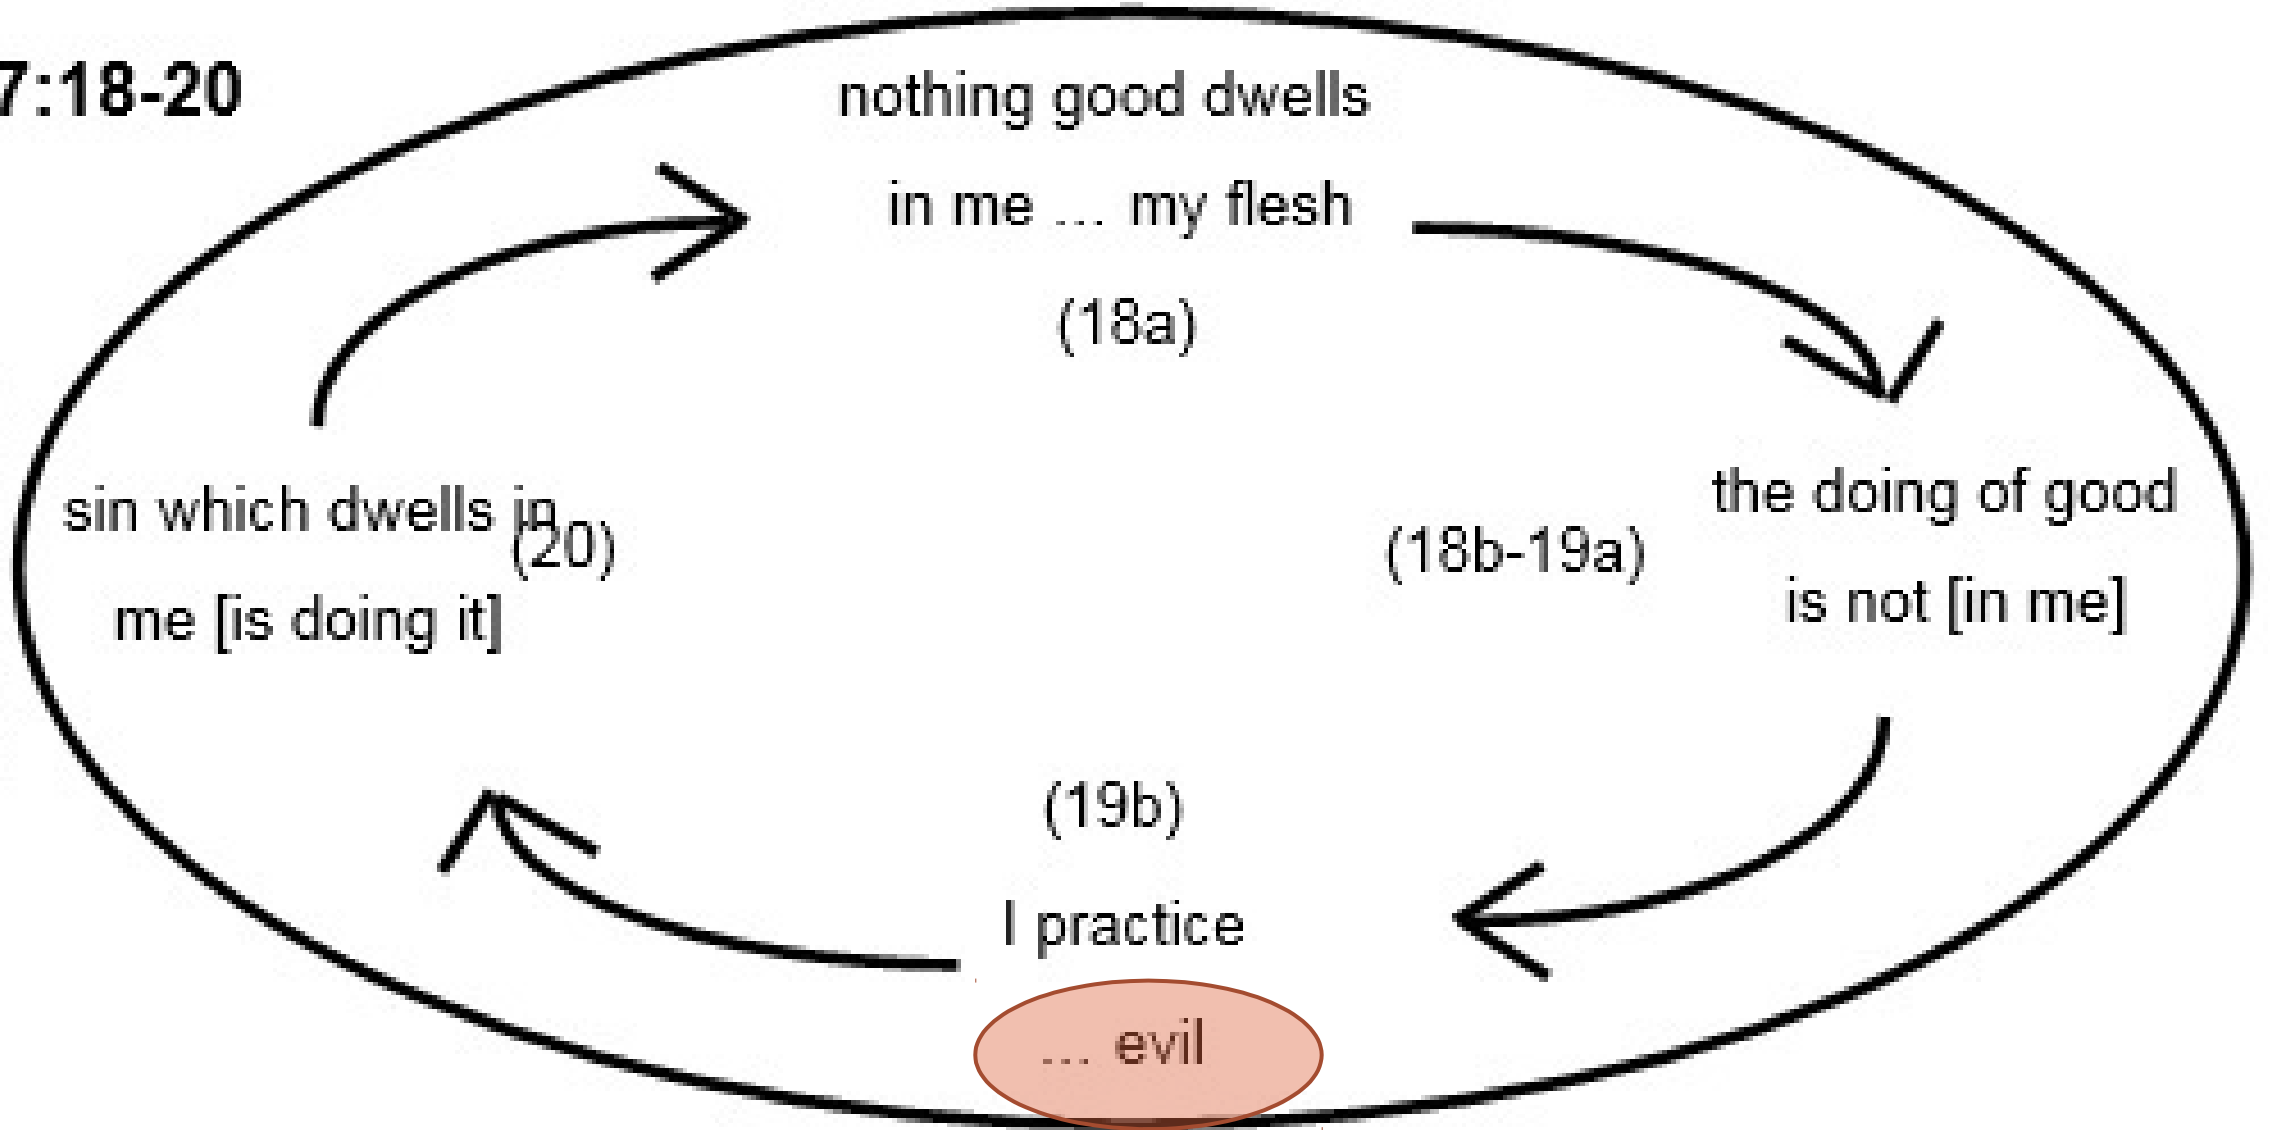 7:18-20
nothing good dwells
in me ... my flesh
(18a)
the doing of good
is not [in me]
(18b-19a)
(19b)
I practice
... evil
sin which dwells in
me [is doing it]
(20)